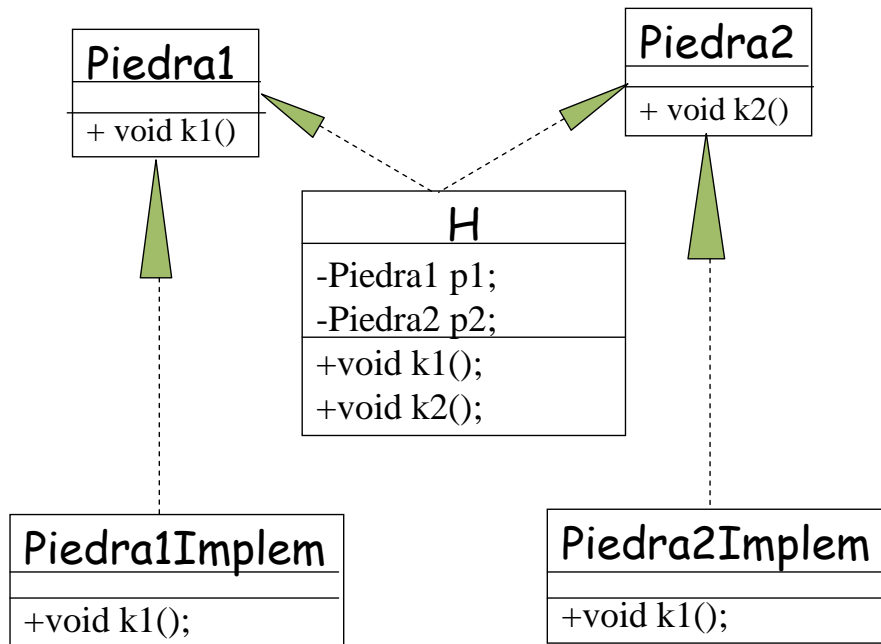 Piedra1
+ void k1()
Piedra2
+ void k2()
H
-Piedra1 p1;
-Piedra2 p2;
+void k1();
+void k2();
Piedra1Implem
+void k1();
Piedra2Implem
+void k1();